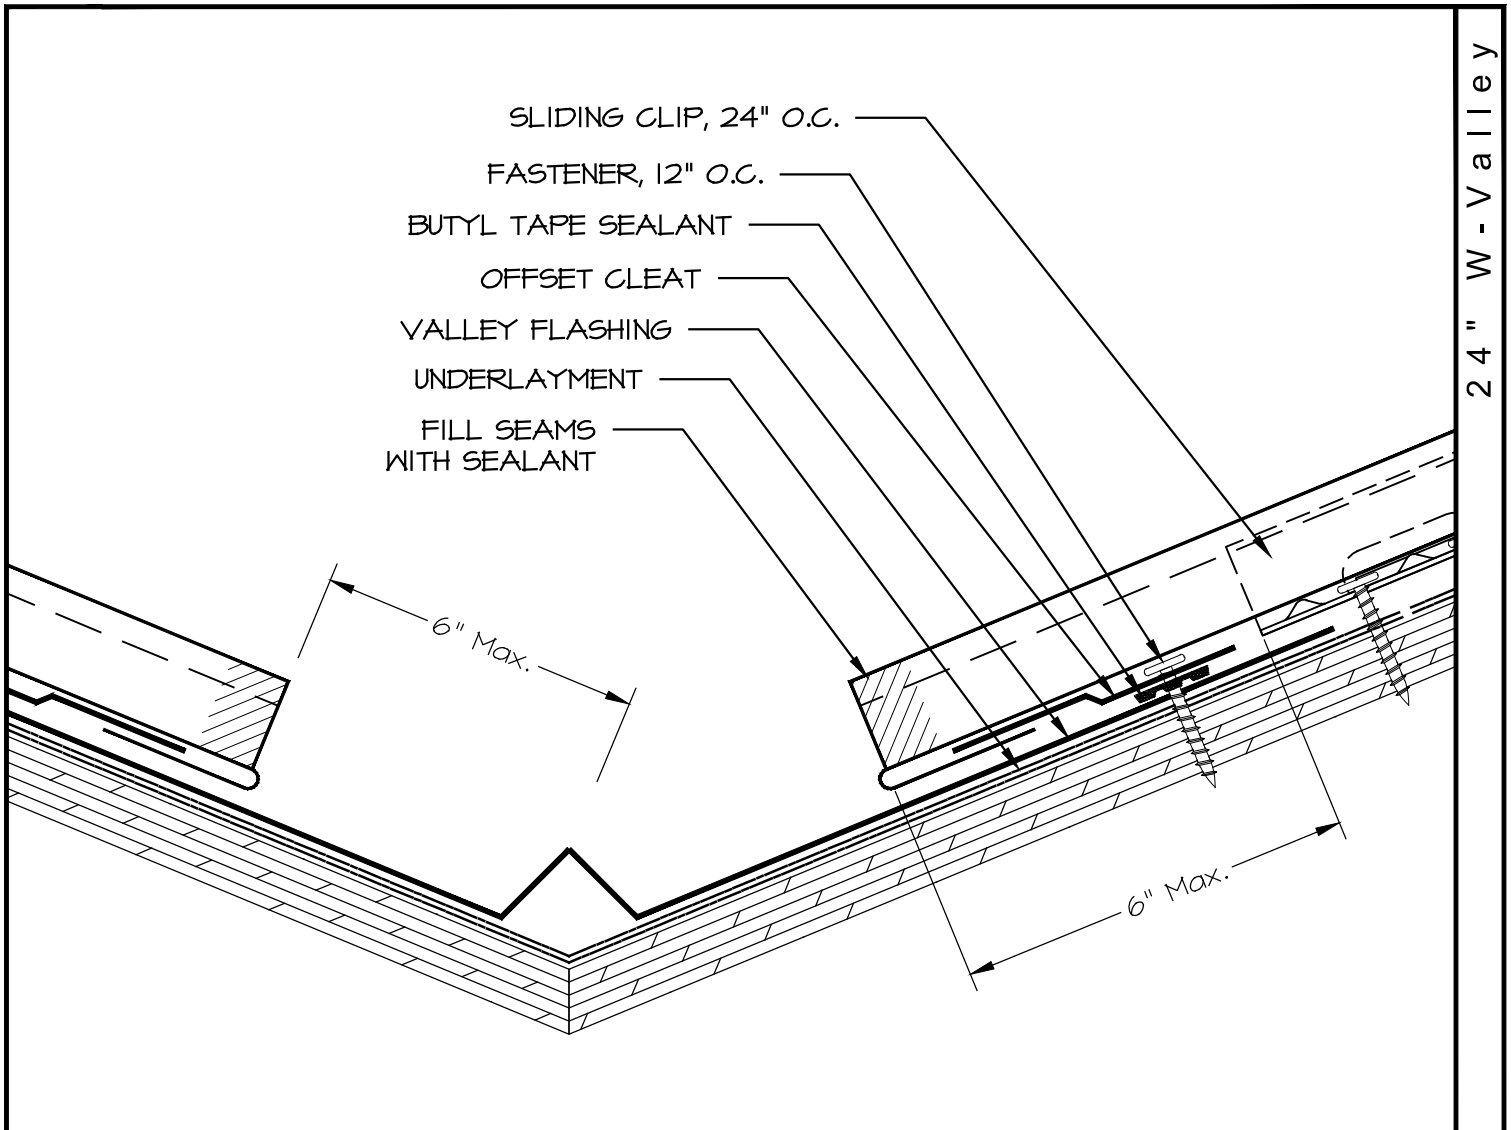 SLIDING CLIP, 24" O.C.
FASTENER, 12" O.C.
BUTYL TAPE SEALANT
OFFSET CLEAT
VALLEY FLASHING
UNDERLAYMENT
FILL SEAMS
WITH SEALANT
6" Max.
6" Max.
24" W-Valley